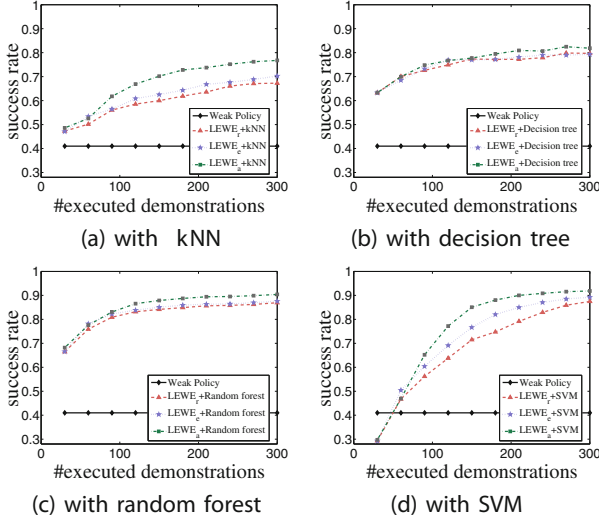 1
0.9
0.8
0.7
0.6
0.5
0.4
0.3
success rate
0 100 200 300
#executed demonstrations
Weak Policy
LEWE_r+kNN
LEWE_e+kNN
LEWE_a+kNN
(a) with kNN
1
0.9
0.8
0.7
0.6
0.5
0.4
0.3
success rate
0 100 200 300
#executed demonstrations
Weak Policy
LEWE_r+Decision tree
LEWE_e+Decision tree
LEWE_a+Decision tree
(b) with decision tree
1
0.9
0.8
0.7
0.6
0.5
0.4
0.3
success rate
0 100 200 300
#executed demonstrations
Weak Policy
LEWE_r+Random forest
LEWE_e+Random forest
LEWE_a+Random forest
(c) with random forest
1
0.9
0.8
0.7
0.6
0.5
0.4
0.3
success rate
0 100 200 300
#executed demonstrations
Weak Policy
LEWE_r+SVM
LEWE_e+SVM
LEWE_a+SVM
(d) with SVM